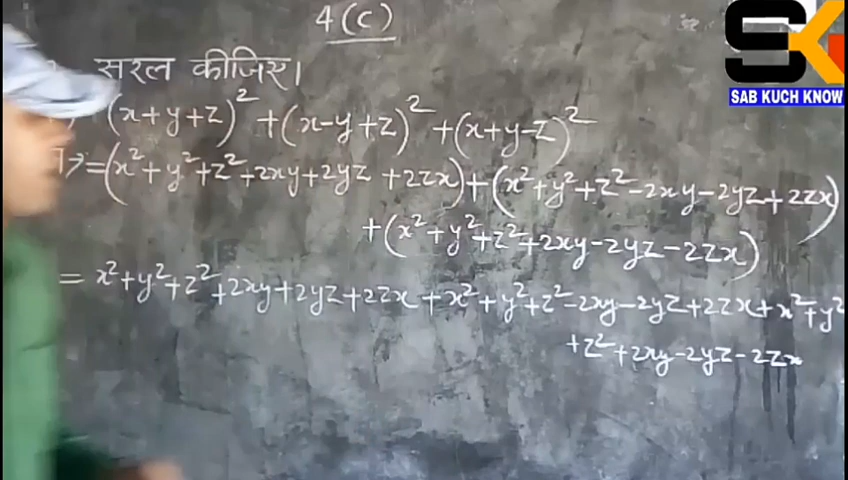 4(C)
सरल कीजिए।
(x+y+z)² + (x-y+z)² + (x+y-z)²
= (x² + y² + z² + 2xy + 2yz + 2zx) + (x² + y² + z² - 2xy - 2yz + 2zx)
+ (x² + y² + z² + 2xy - 2yz - 2zx)
= x² + y² + z² + 2xy + 2yz + 2zx + x² + y² + z² - 2xy - 2yz + 2zx + x² + y²
+ z² + 2xy - 2yz - 2zx
SK
SAB KUCH KNOW